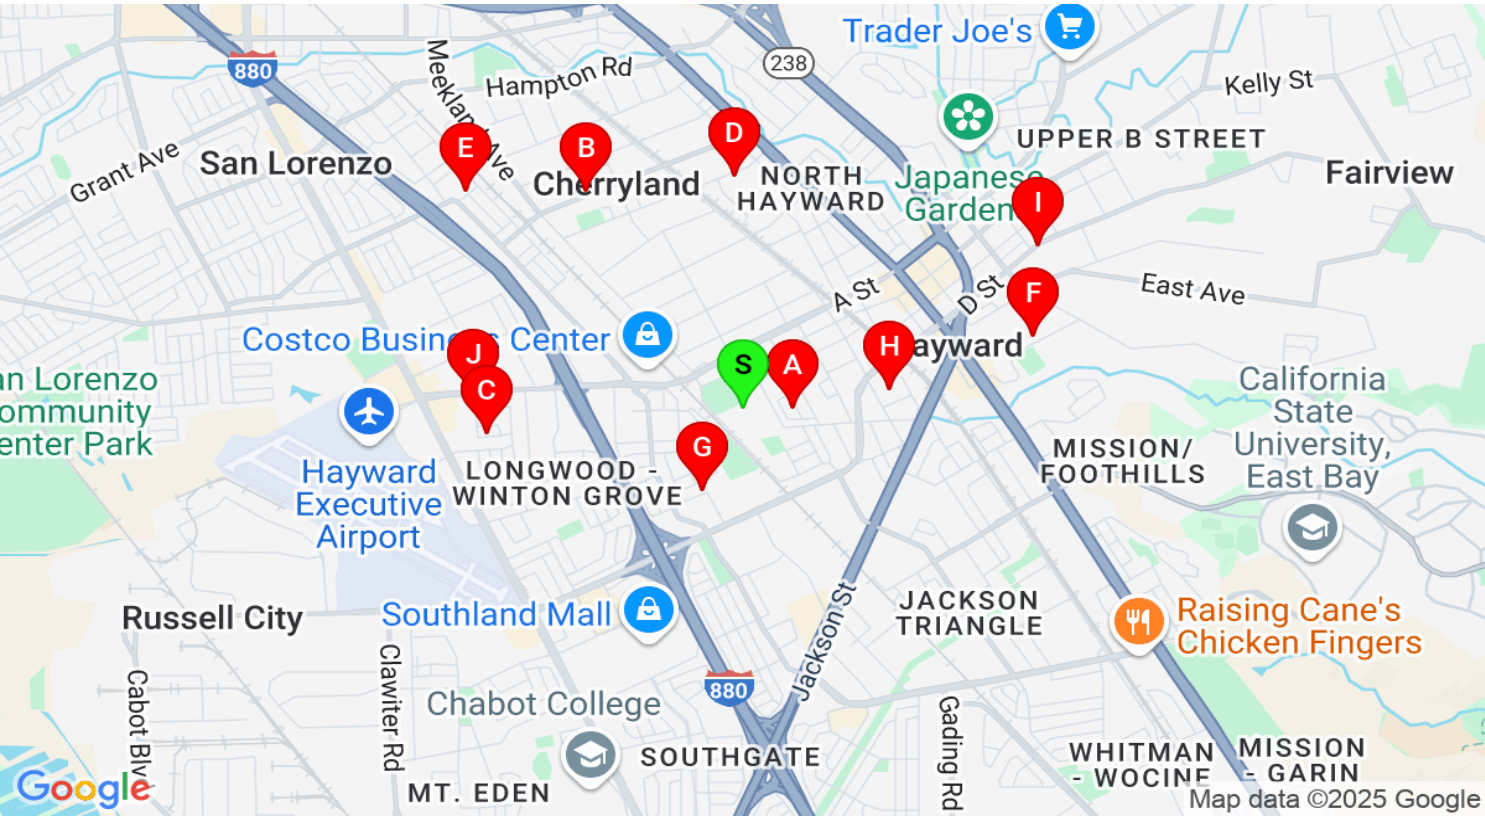 Trader Joe's
238
880
Meekland Ave
Hampton Rd
Kelly St
D
UPPER B STREET
E
B
Grant Ave
San Lorenzo
Cherryland
NORTH
HAYWARD
Japanese
Garden
I
Fairview
A St
D St
F
East Ave
Costco Business Center
J
S
A
H
ayward
an Lorenzo
ommunity
enter Park
C
California
State
University,
East Bay
G
MISSION/
FOOTHILLS
Hayward
Executive
Airport
LONGWOOD -
WINTON GROVE
Russell City
Southland Mall
Jackson St
JACKSON
TRIANGLE
Raising Cane's
Chicken Fingers
Cabot Blv
Clawiter Rd
880
Chabot College
Gading Rd
SOUTHGATE
WHITMAN
- WOCINE
MISSION
- GARIN
MT. EDEN
Google
Map data ©2025 Google